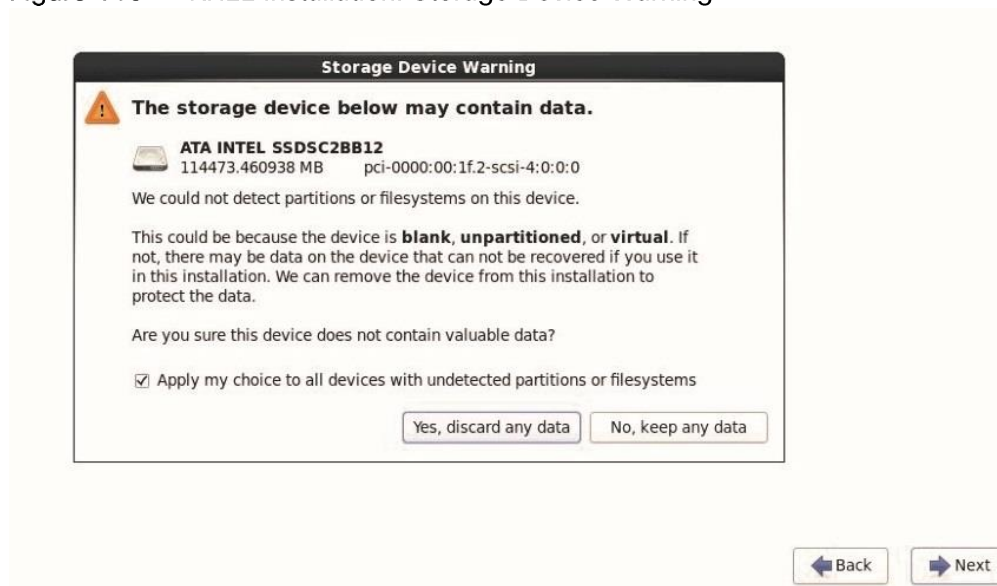 Storage Device Warning
The storage device below may contain data.
ATA INTEL SSDSC2BB12
114473.460938 MB pci-0000:00:1f.2-scsi-4:0:0:0
We could not detect partitions or filesystems on this device.
This could be because the device is blank, unpartitioned, or virtual. If
not, there may be data on the device that can not be recovered if you use it
in this installation. We can remove the device from this installation to
protect the data.
Are you sure this device does not contain valuable data?
Apply my choice to all devices with undetected partitions or filesystems
Yes, discard any data No, keep any data
Back Next